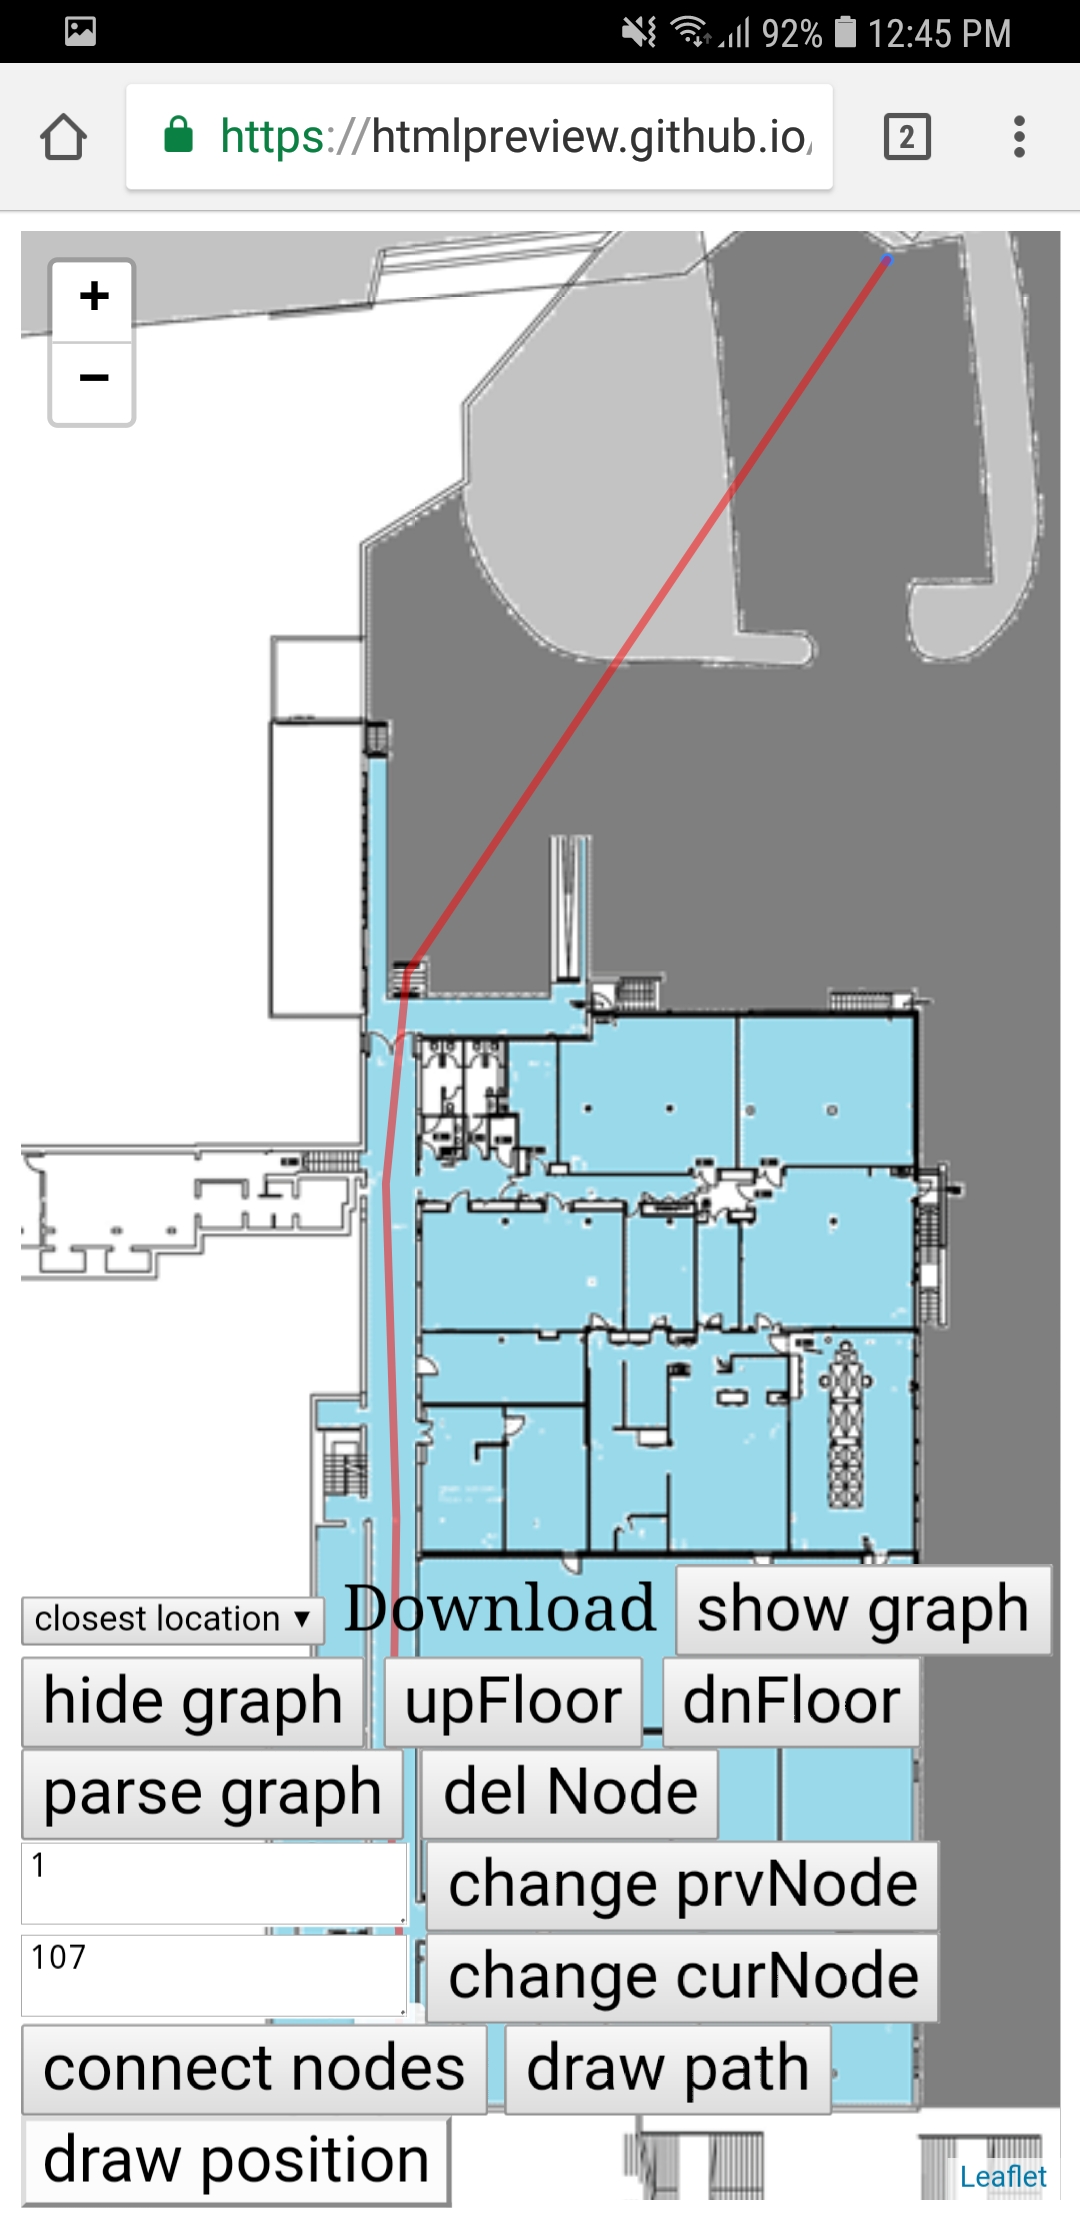 92% 12:45 PM
https://htmlpreview.github.io/
2
+
−
closest location ▼ Download show graph
hide graph upFloor dnFloor
parse graph del Node
1 change prvNode
107 change curNode
connect nodes draw path
draw position
Leaflet